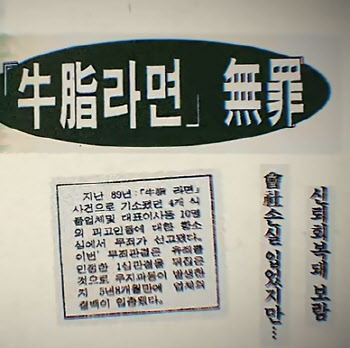 「牛脂라면」 無罪
신뢰회복돼 보람
會社손실 입었지만…
지난 89년 「牛脂 라면」
사건으로 기소됐던 4개 식
품업체및 대표이사등 10명
의 피고인들에 대한 항소
심에서 무죄가 선고됐다.
이번 무죄판결은 유죄를
인정한 1심판결을 뒤집은
것으로 우지파동이 발생한
지 5년8개월만에 업체의
결백이 입증됐다.